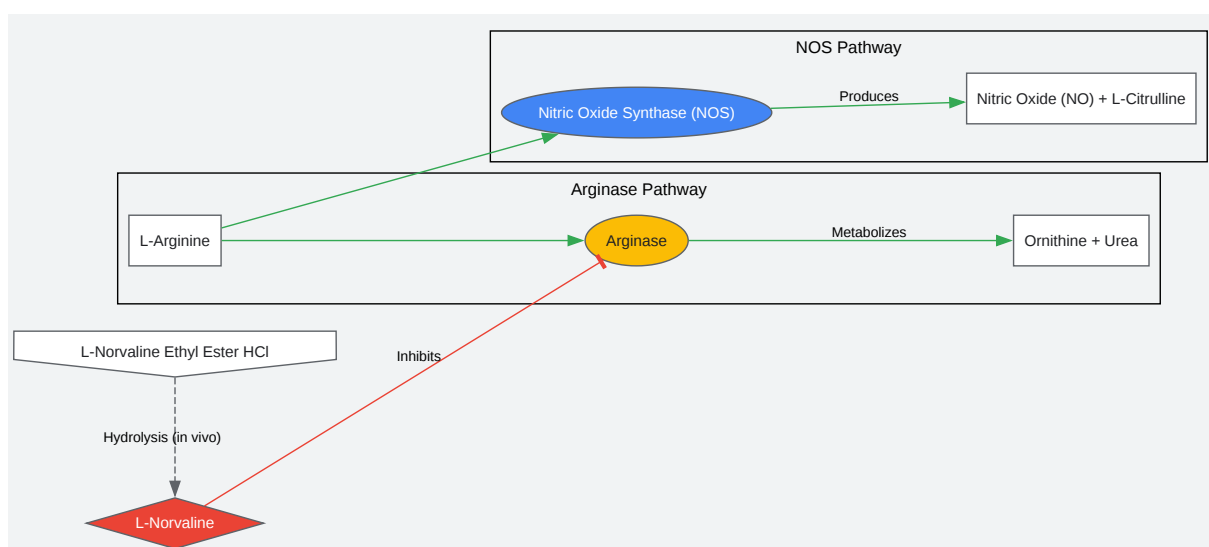 NOS Pathway
Nitric Oxide Synthase (NOS)
Produces
Nitric Oxide (NO) + L-Citrulline
Arginase Pathway
L-Arginine
Arginase
Metabolizes
Ornithine + Urea
L-Norvaline Ethyl Ester HCl
Inhibits
Hydrolysis (in vivo)
L-Norvaline